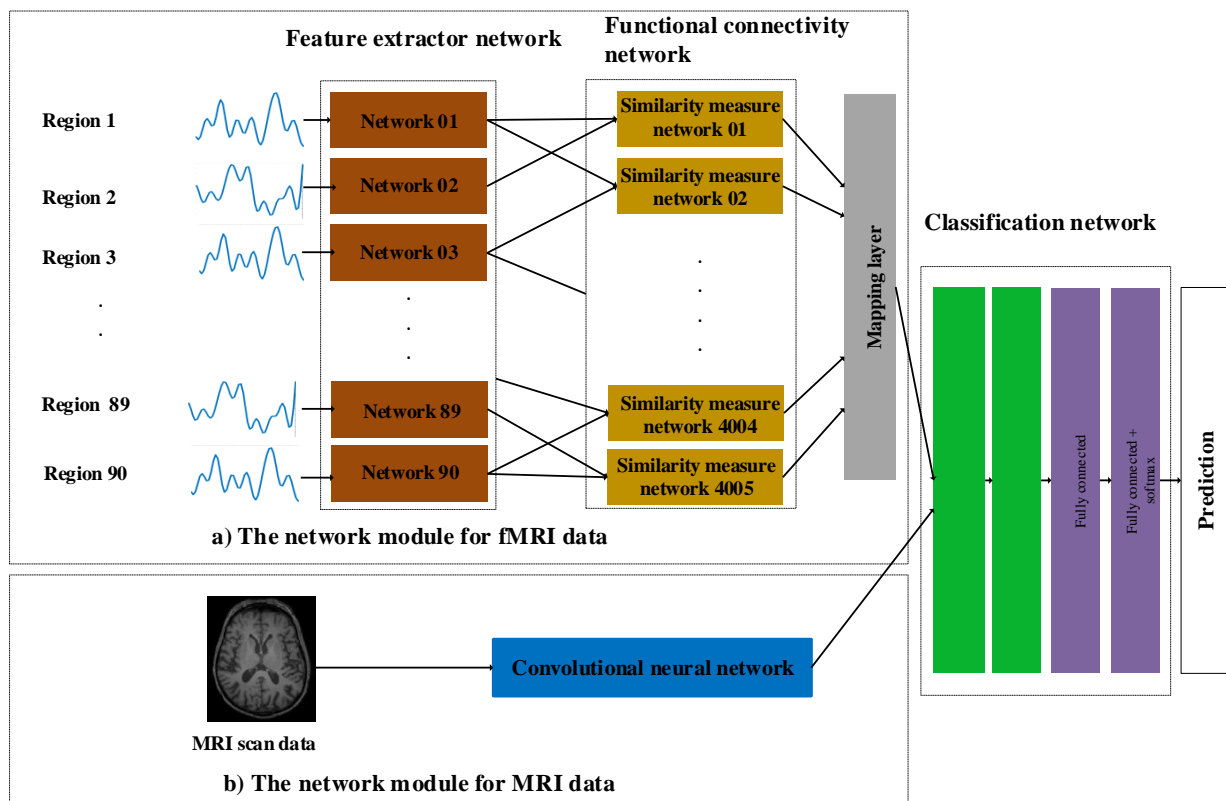 Feature extractor network
Functional connectivity
network
Region 1
Network 01
Similarity measure
network 01
Region 2
Network 02
Similarity measure
network 02
Region 3
Network 03
.
.
.
.
.
.
.
.
.
Mapping layer
Region 89
Network 89
Similarity measure
network 4004
Region 90
Network 90
Similarity measure
network 4005
a) The network module for fMRI data
Classification network
Fully connected
Fully connected +
softmax
Prediction
Convolutional neural network
MRI scan data
b) The network module for MRI data